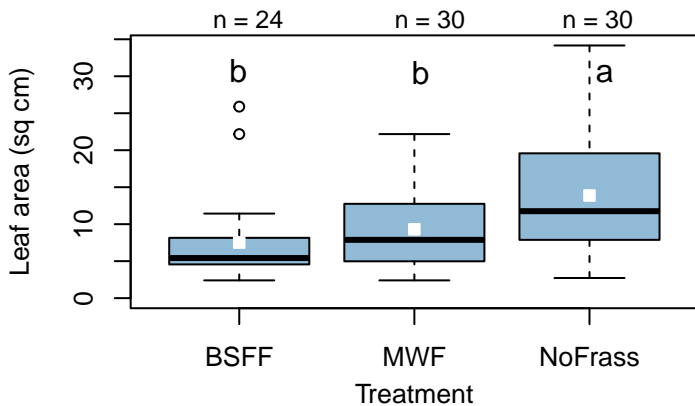 n = 24 n = 30 n = 30
b b a
Leaf area (sq cm)
30
20
10
0
BSFF MWF NoFrass
Treatment